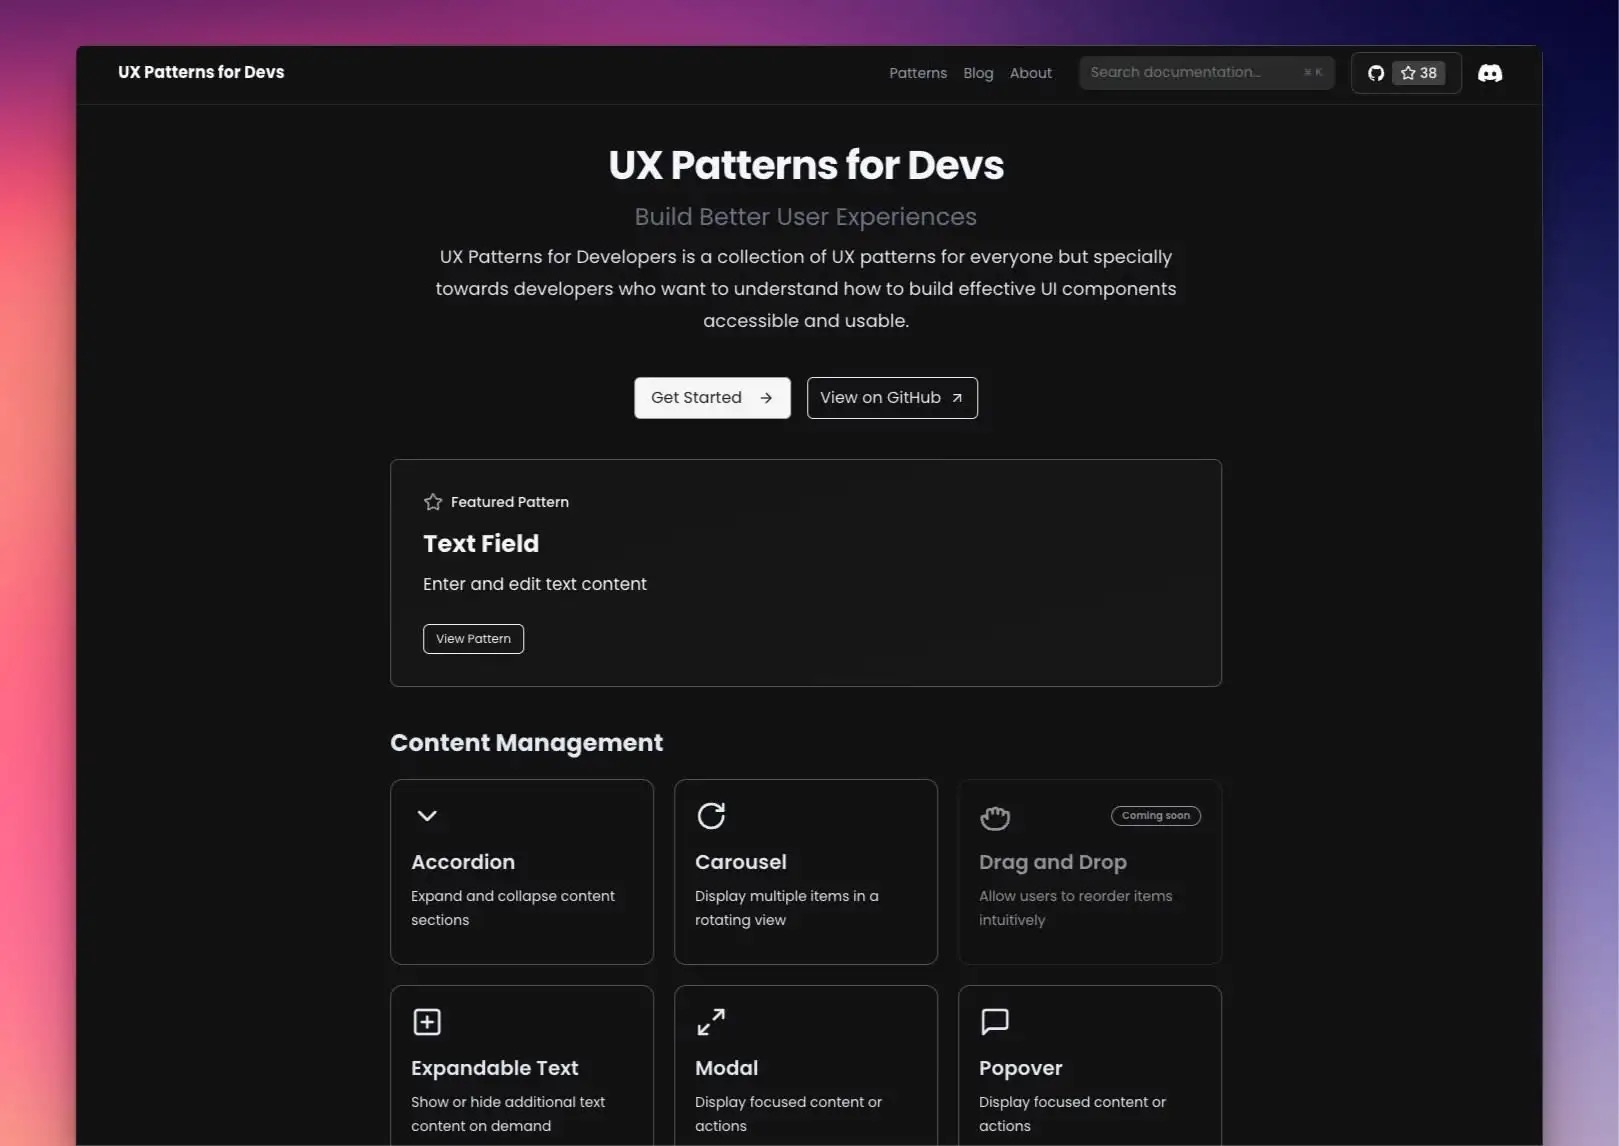 UX Patterns for Devs
Patterns Blog About Search documentation... ⌘ K 38
UX Patterns for Devs
Build Better User Experiences
UX Patterns for Developers is a collection of UX patterns for everyone but specially
towards developers who want to understand how to build effective UI components
accessible and usable.
Get Started → View on GitHub ↗
Featured Pattern
Text Field
Enter and edit text content
View Pattern
Content Management
Accordion
Expand and collapse content
sections
Carousel
Display multiple items in a
rotating view
Coming soon
Drag and Drop
Allow users to reorder items
intuitively
Expandable Text
Show or hide additional text
content on demand
Modal
Display focused content or
actions
Popover
Display focused content or
actions